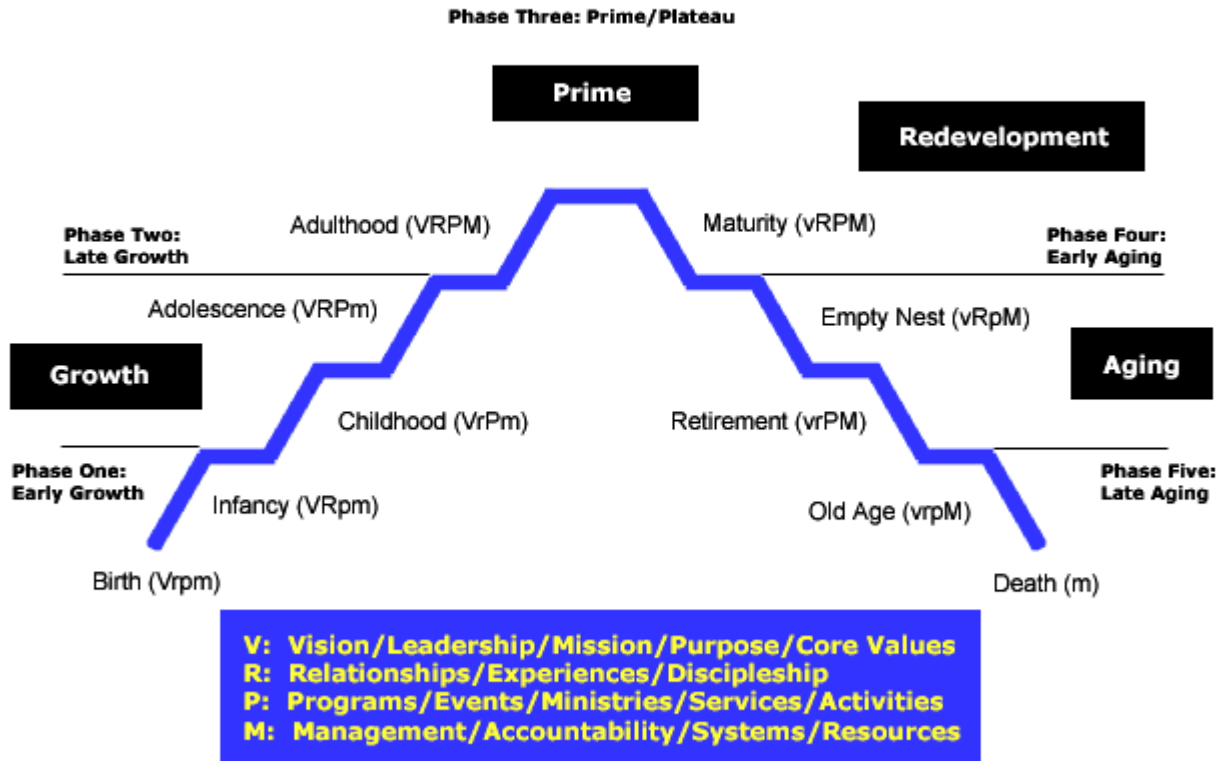 Phase Three: Prime/Plateau
Prime
Redevelopment
Adulthood (VRPM)
Maturity (vRPM)
Phase Two:
Late Growth
Phase Four:
Early Aging
Adolescence (VRPm)
Empty Nest (vRpM)
Growth
Aging
Childhood (VrPm)
Retirement (vrPM)
Phase One:
Early Growth
Phase Five:
Late Aging
Infancy (VRpm)
Old Age (vrpM)
Birth (Vrpm)
Death (m)
V: Vision/Leadership/Mission/Purpose/Core Values
R: Relationships/Experiences/Discipleship
P: Programs/Events/Ministries/Services/Activities
M: Management/Accountability/Systems/Resources